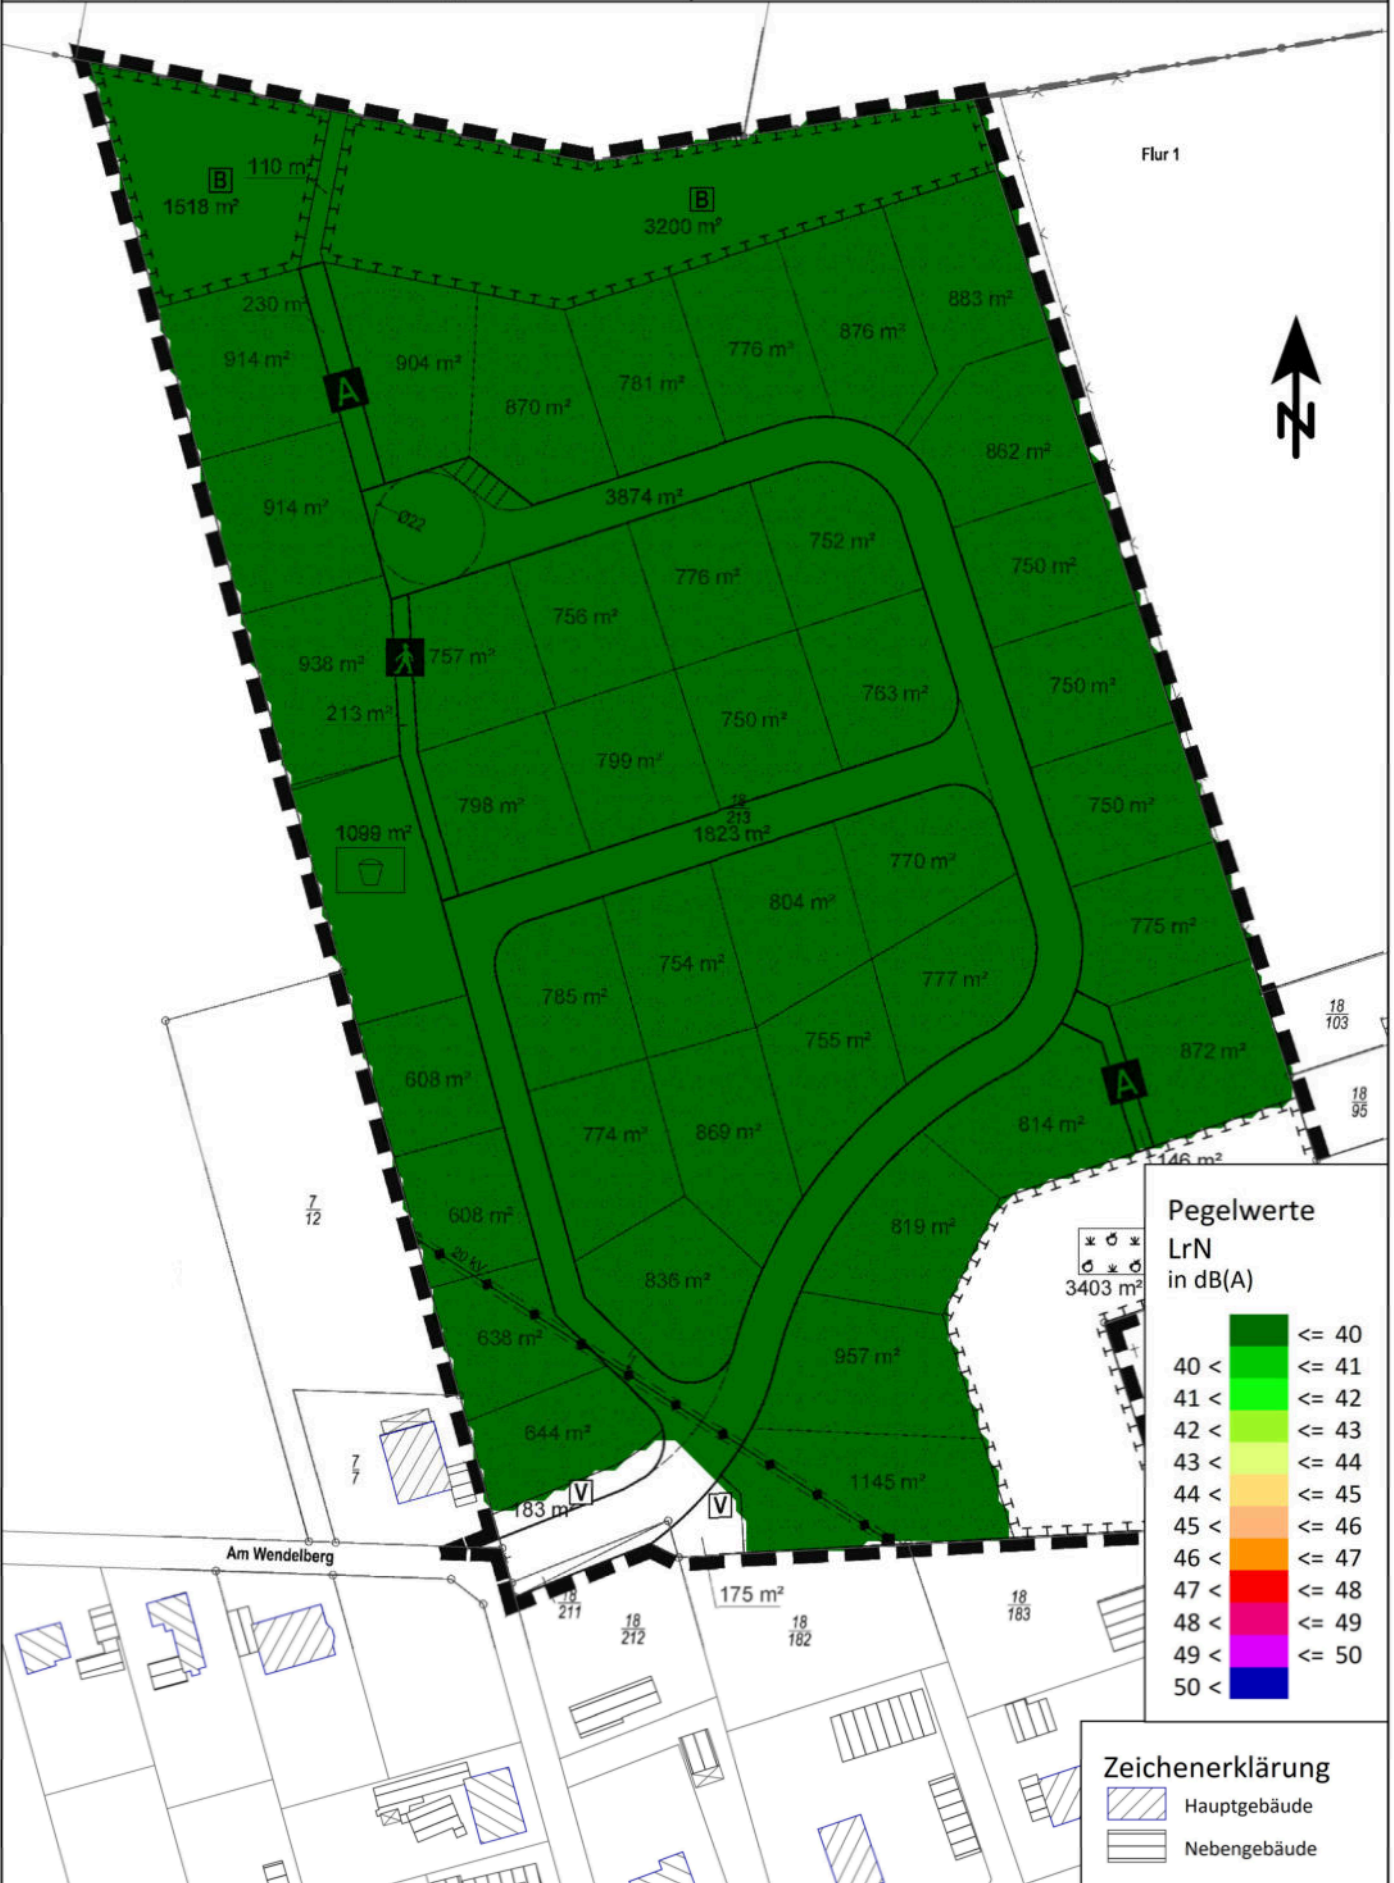 Flur 1
110 m²
B
1518 m²
B
3200 m²
230 m²
914 m²
A
904 m²
870 m²
781 m²
776 m²
876 m²
883 m²
N
862 m²
914 m²
Ø22
3874 m²
752 m²
776 m²
750 m²
756 m²
938 m²
757 m²
750 m²
763 m²
213 m²
750 m²
799 m²
798 m²
750 m²
18
213
1823 m²
1099 m²
770 m²
804 m²
775 m²
754 m²
777 m²
785 m²
18
103
755 m²
872 m²
608 m²
A
18
95
774 m²
869 m²
814 m²
146 m²
7
12
608 m²
819 m²
20 kV
836 m²
3403 m²
638 m²
957 m²
644 m²
7
7
1145 m²
V
183 m²
V
Am Wendelberg
18
211
175 m²
18
212
18
182
18
183
Pegelwerte
LrN
in dB(A)
<= 40
40 < <= 41
41 < <= 42
42 < <= 43
43 < <= 44
44 < <= 45
45 < <= 46
46 < <= 47
47 < <= 48
48 < <= 49
49 < <= 50
50 <
Zeichenerklärung
Hauptgebäude
Nebengebäude